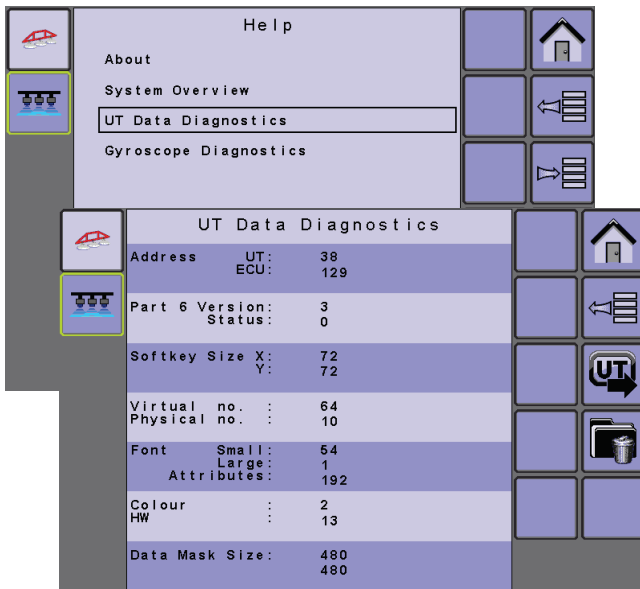 Help
About
System Overview
UT Data Diagnostics
Gyroscope Diagnostics
UT Data Diagnostics
Address UT: 38
ECU: 129
Part 6 Version: 3
Status: 0
Softkey Size X: 72
Y: 72
Virtual no. : 64
Physical no. : 10
Font Small: 54
Large: 1
Attributes: 192
Colour 2
HW : 13
Data Mask Size: 480
480
UT